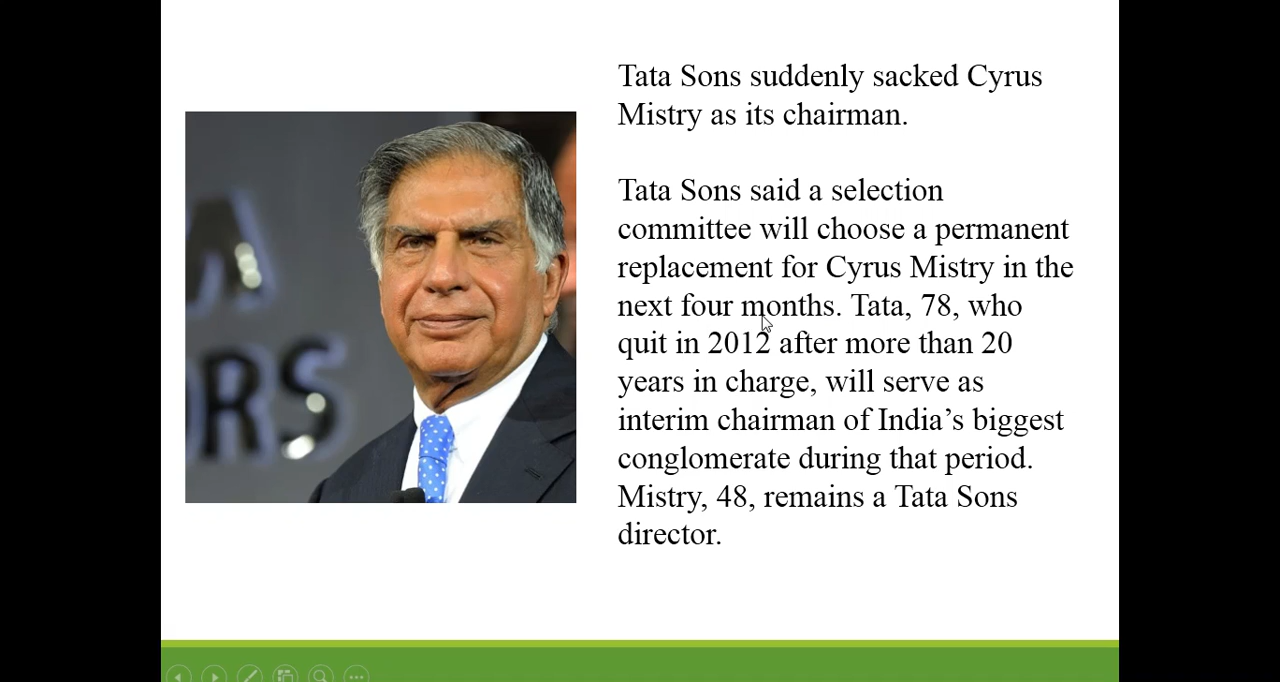 Tata Sons suddenly sacked Cyrus
Mistry as its chairman.
Tata Sons said a selection
committee will choose a permanent
replacement for Cyrus Mistry in the
next four months. Tata, 78, who
quit in 2012 after more than 20
years in charge, will serve as
interim chairman of India’s biggest
conglomerate during that period.
Mistry, 48, remains a Tata Sons
director.
A
ORS